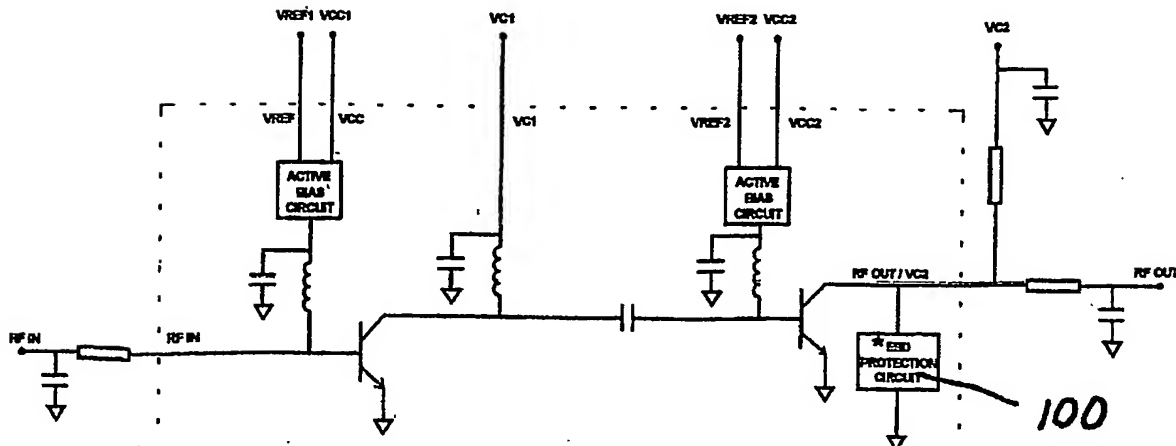 VREF1 VCC1
VC1
VREF2 VCC2
VC2
VREF
VCC
VC1
VREF2
VCC2
ACTIVE
BIAS
CIRCUIT
ACTIVE
BIAS
CIRCUIT
RF OUT / VC2
RF OUT
RF IN
RF IN
*ESD
PROTECTION
CIRCUIT
100